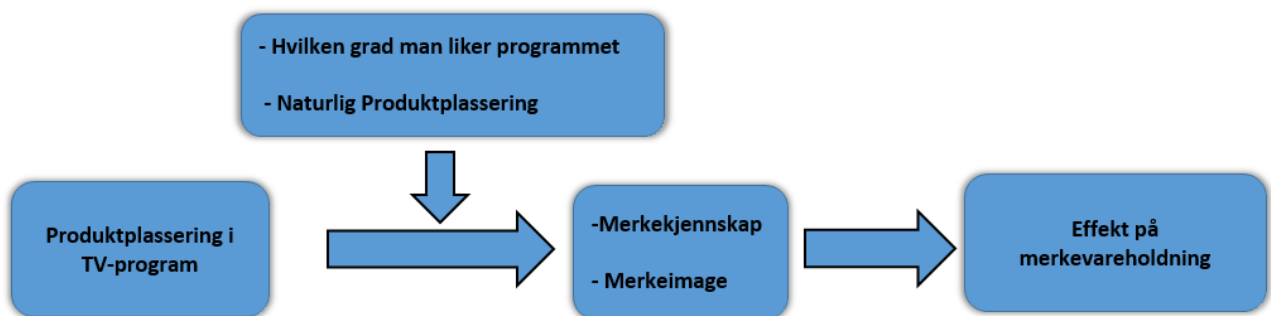 - Hvilken grad man liker programmet
- Naturlig Produktplassering
Produktplassering i
TV-program
-Merkekjennskap
- Merkeimage
Effekt på
merkevareholdning